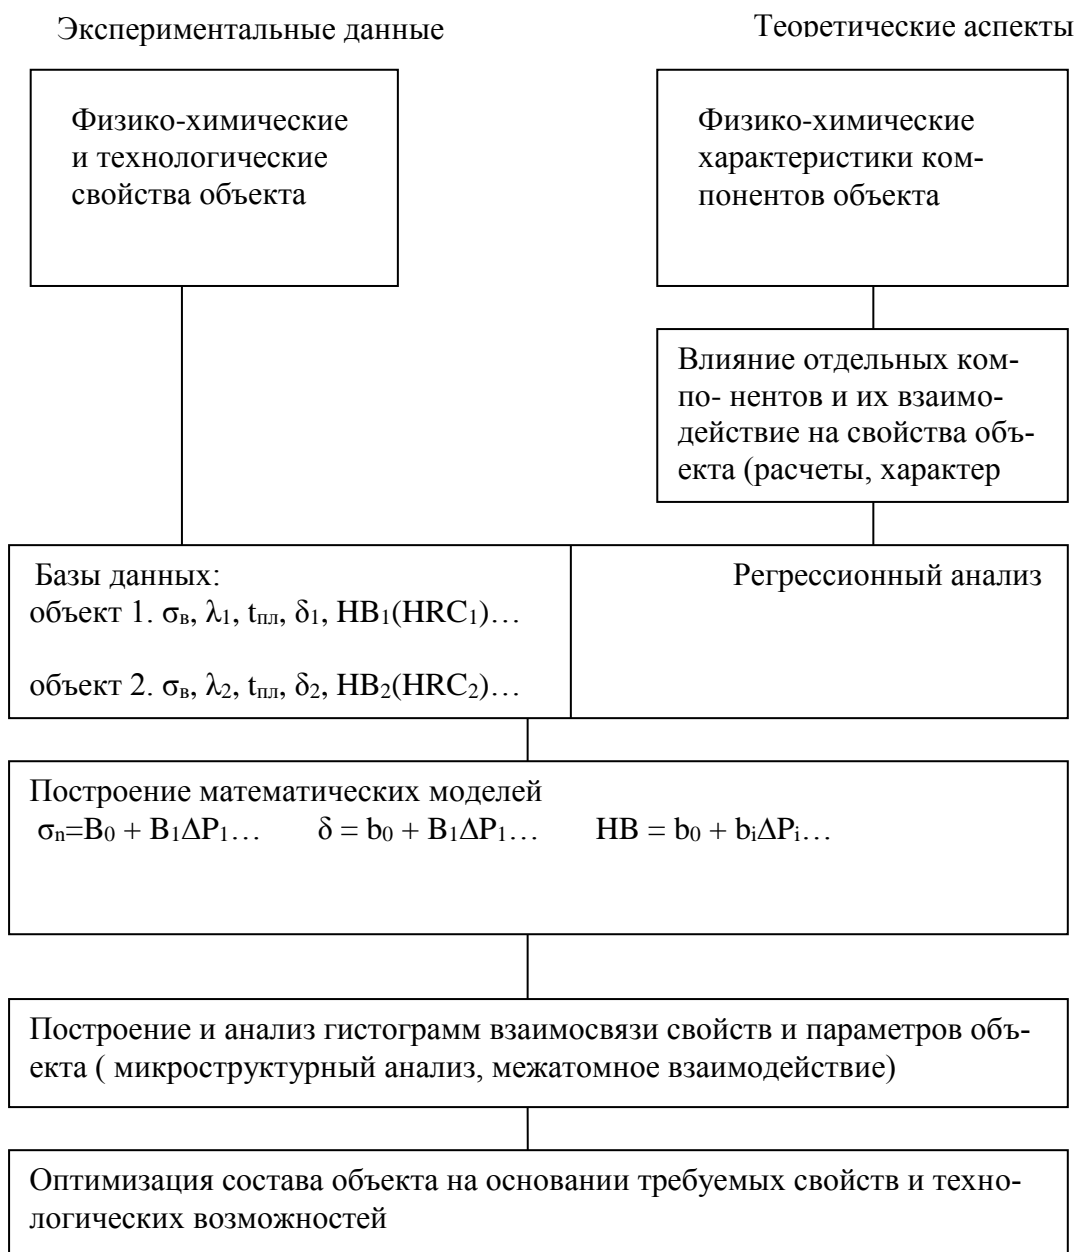 Экспериментальные данные
Теоретические аспекты
Физико-химические
и технологические
свойства объекта
Физико-химические
характеристики ком-
понентов объекта
Влияние отдельных ком-
по- нентов и их взаимо-
действие на свойства объ-
екта (расчеты, характер
Базы данных:
объект 1. σв, λ1, tпл, δ1, HB1(HRC1)…
объект 2. σв, λ2, tпл, δ2, HB2(HRC2)…
Регрессионный анализ
Построение математических моделей
σn=B0 + B1ΔP1… δ = b0 + B1ΔP1… HB = b0 + biΔPi…
Построение и анализ гистограмм взаимосвязи свойств и параметров объ-
екта ( микроструктурный анализ, межатомное взаимодействие)
Оптимизация состава объекта на основании требуемых свойств и техно-
логических возможностей